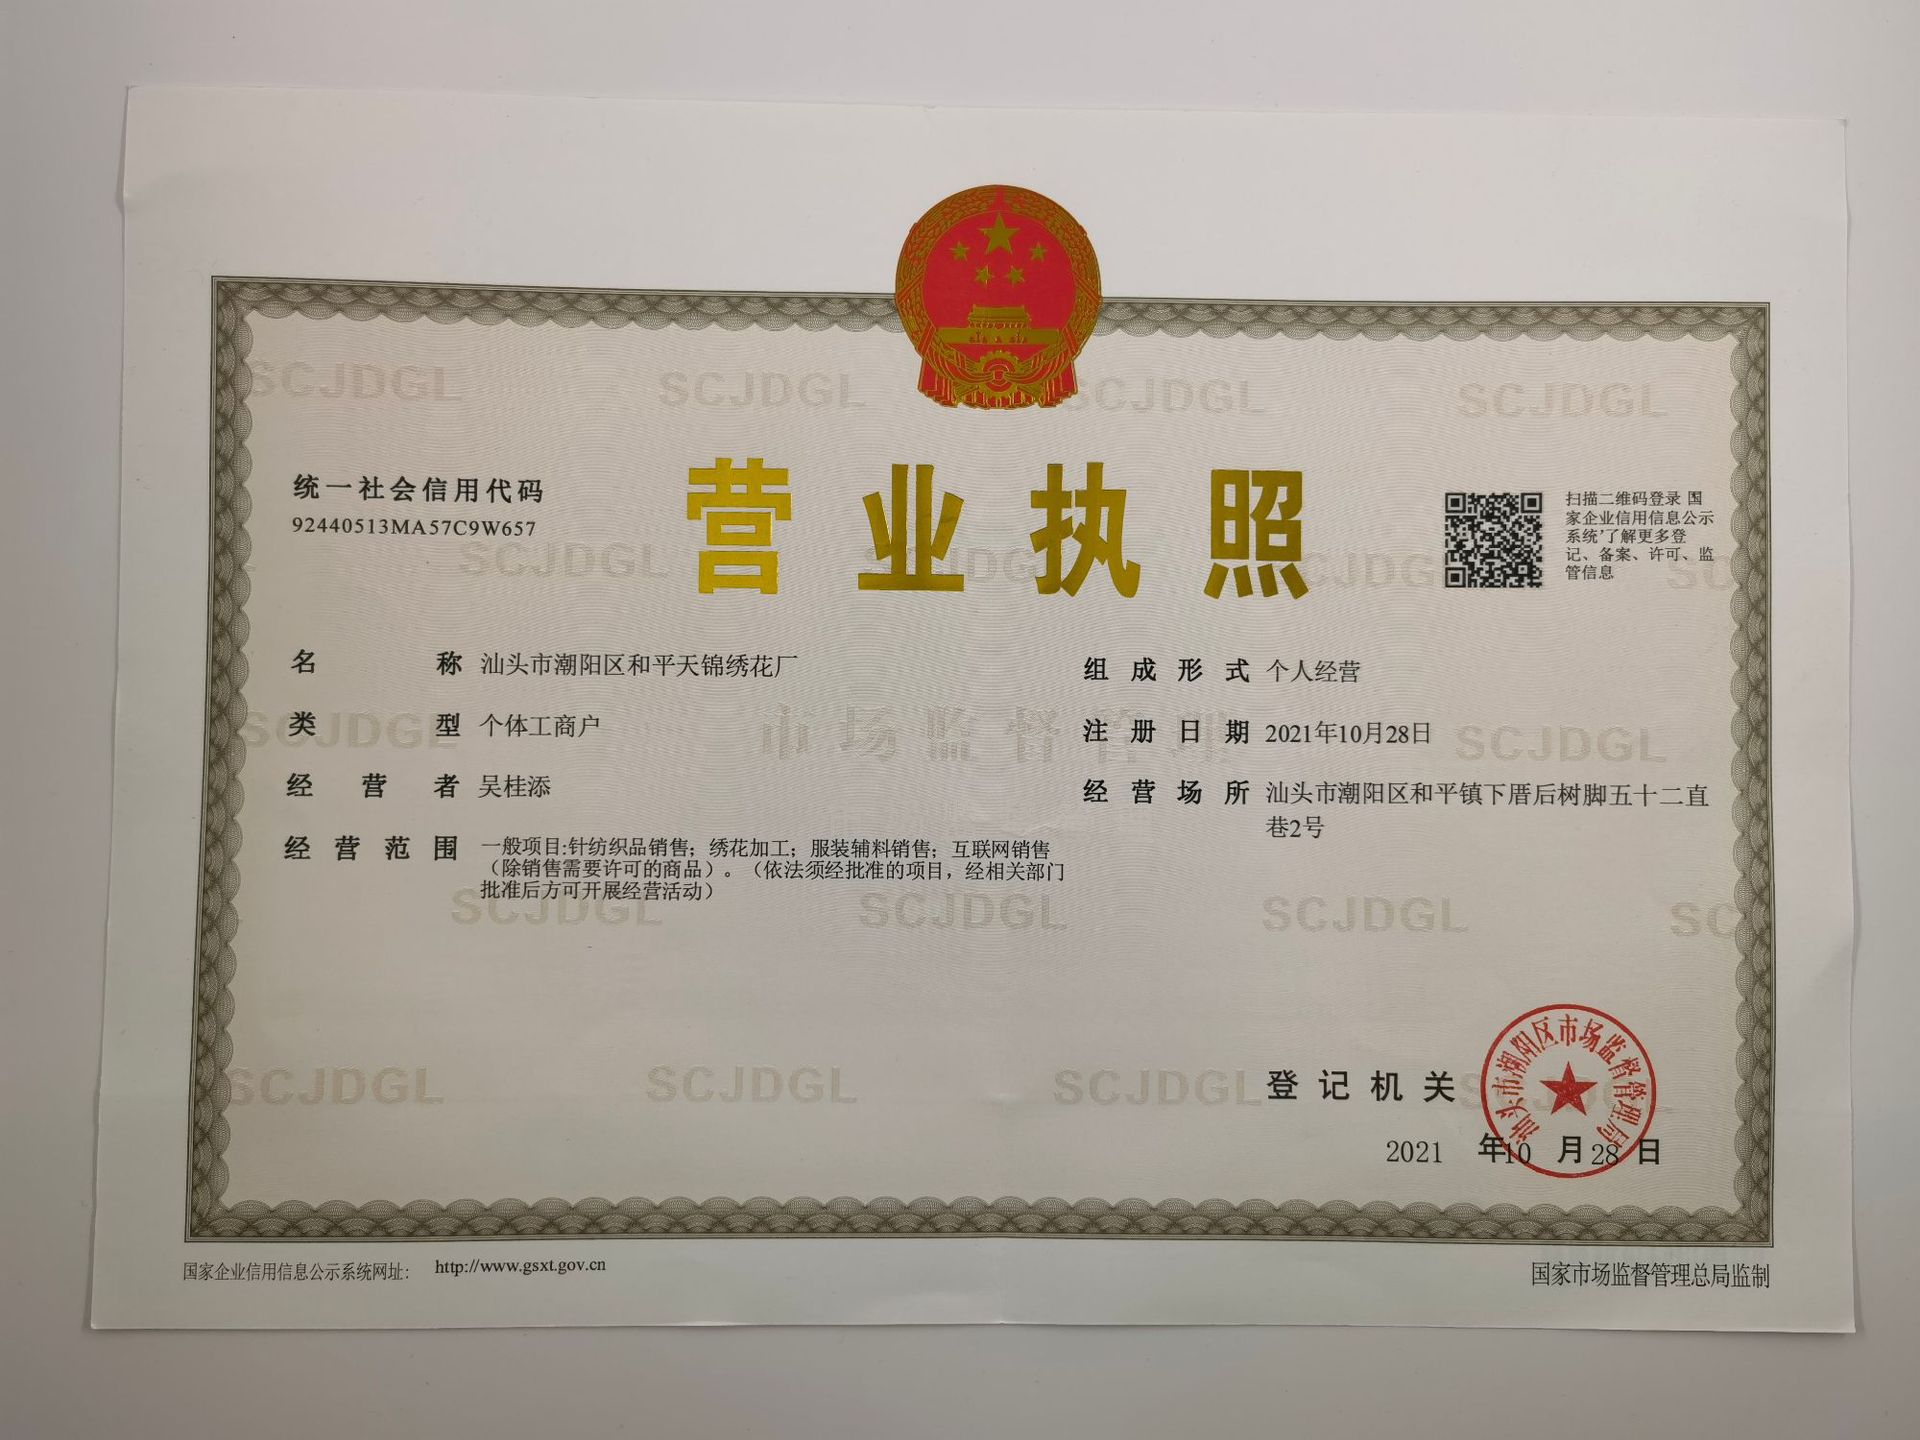 营业执照
统一社会信用代码
92440513MA57C9W657
扫描二维码登录 国
家企业信用信息公示
系统'了解更多登
记、备案、许可、监
管信息
名称 汕头市潮阳区和平天锦绣花厂
类型 个体工商户
经营者 吴桂添
经营范围 一般项目:针纺织品销售；绣花加工；服装辅料销售；互联网销售
（除销售需要许可的商品）。（依法须经批准的项目，经相关部门
批准后方可开展经营活动）
组成形式 个人经营
注册日期 2021年10月28日
经营场所 汕头市潮阳区和平镇下厝后树脚五十二直
巷2号
市场监督管理
SCJDGL
登记机关
汕头市潮阳区市场监督管理局
2021 年10 月28 日
国家企业信用信息公示系统网址： http://www.gsxt.gov.cn
国家市场监督管理总局监制